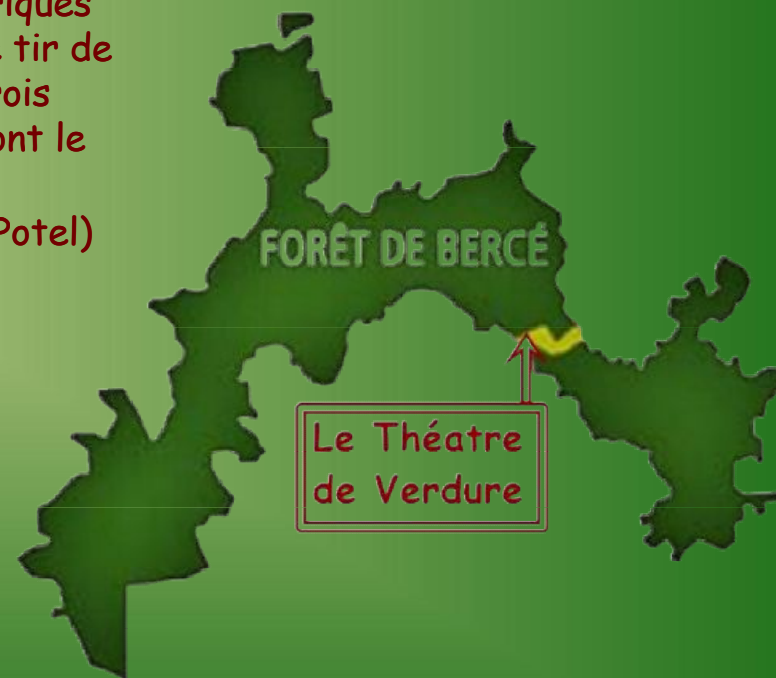 tir de
ont le
Potel)
FORÊT DE BERCÉ
Le Théatre
de Verdure